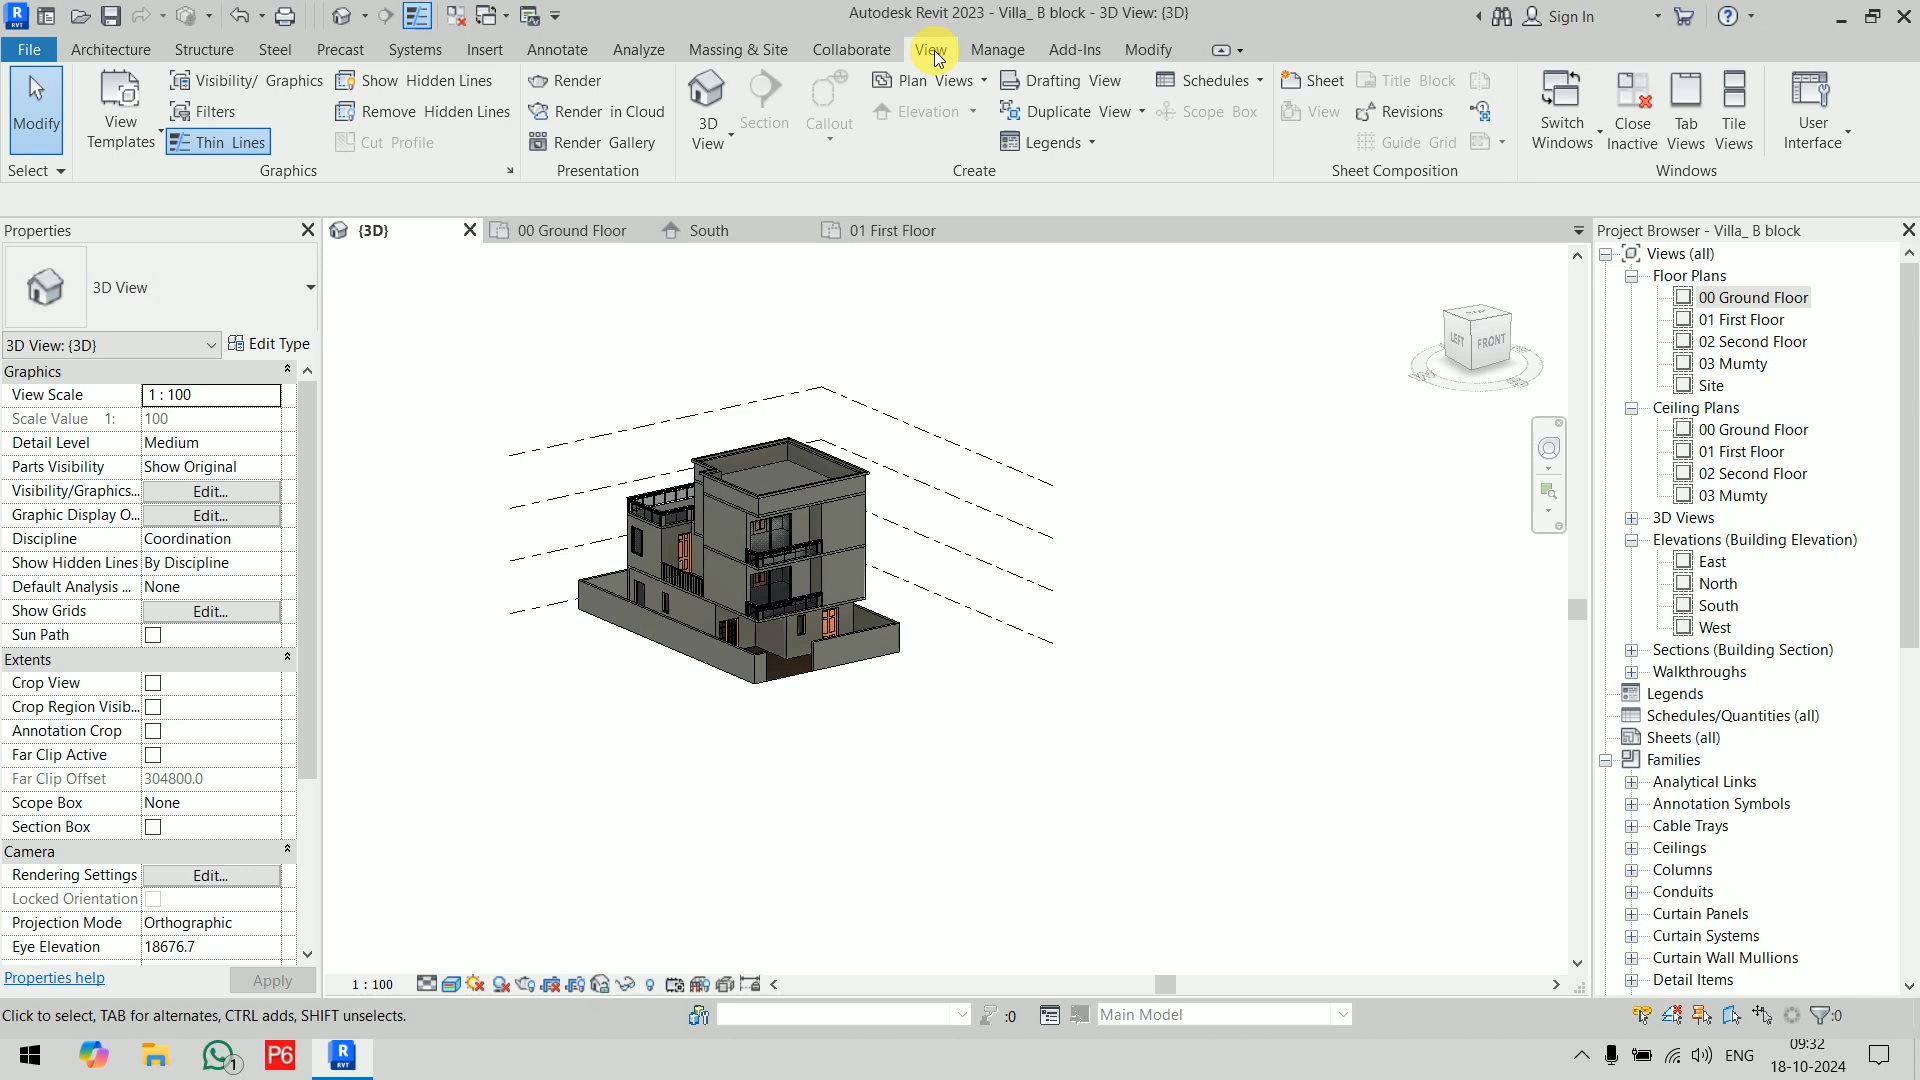 Autodesk Revit 2023 - Villa_ B block - 3D View: {3D}
Sign In
File Architecture Structure Steel Precast Systems Insert Annotate Analyze Massing & Site Collaborate View Manage Add-Ins Modify
Modify
View Templates
Visibility/ Graphics
Filters
Thin Lines
Show Hidden Lines
Remove Hidden Lines
Cut Profile
Render
Render in Cloud
Render Gallery
3D View
Section
Callout
Plan Views
Elevation
Drafting View
Duplicate View
Legends
Schedules
Scope Box
Sheet
View
Title Block
Revisions
Guide Grid
Switch Windows
Close Inactive
Tab Views
Tile Views
User Interface
Select
Graphics
Presentation
Create
Sheet Composition
Windows
Properties
3D View
3D View: {3D}
Edit Type
Graphics
View Scale 1 : 100
Scale Value 1: 100
Detail Level Medium
Parts Visibility Show Original
Visibility/Graphics... Edit...
Graphic Display O... Edit...
Discipline Coordination
Show Hidden Lines By Discipline
Default Analysis ... None
Show Grids Edit...
Sun Path
Extents
Crop View
Crop Region Visib...
Annotation Crop
Far Clip Active
Far Clip Offset 304800.0
Scope Box None
Section Box
Camera
Rendering Settings Edit...
Locked Orientation
Projection Mode Orthographic
Eye Elevation 18676.7
Properties help
Apply
{3D}
00 Ground Floor
South
01 First Floor
LEFT
FRONT
1 : 100
Project Browser - Villa_ B block
Views (all)
Floor Plans
00 Ground Floor
01 First Floor
02 Second Floor
03 Mumty
Site
Ceiling Plans
00 Ground Floor
01 First Floor
02 Second Floor
03 Mumty
3D Views
Elevations (Building Elevation)
East
North
South
West
Sections (Building Section)
Walkthroughs
Legends
Schedules/Quantities (all)
Sheets (all)
Families
Analytical Links
Annotation Symbols
Cable Trays
Ceilings
Columns
Conduits
Curtain Panels
Curtain Systems
Curtain Wall Mullions
Detail Items
Click to select, TAB for alternates, CTRL adds, SHIFT unselects.
:0
Main Model
:0
1
P6
R
RVT
ENG
09:32
18-10-2024